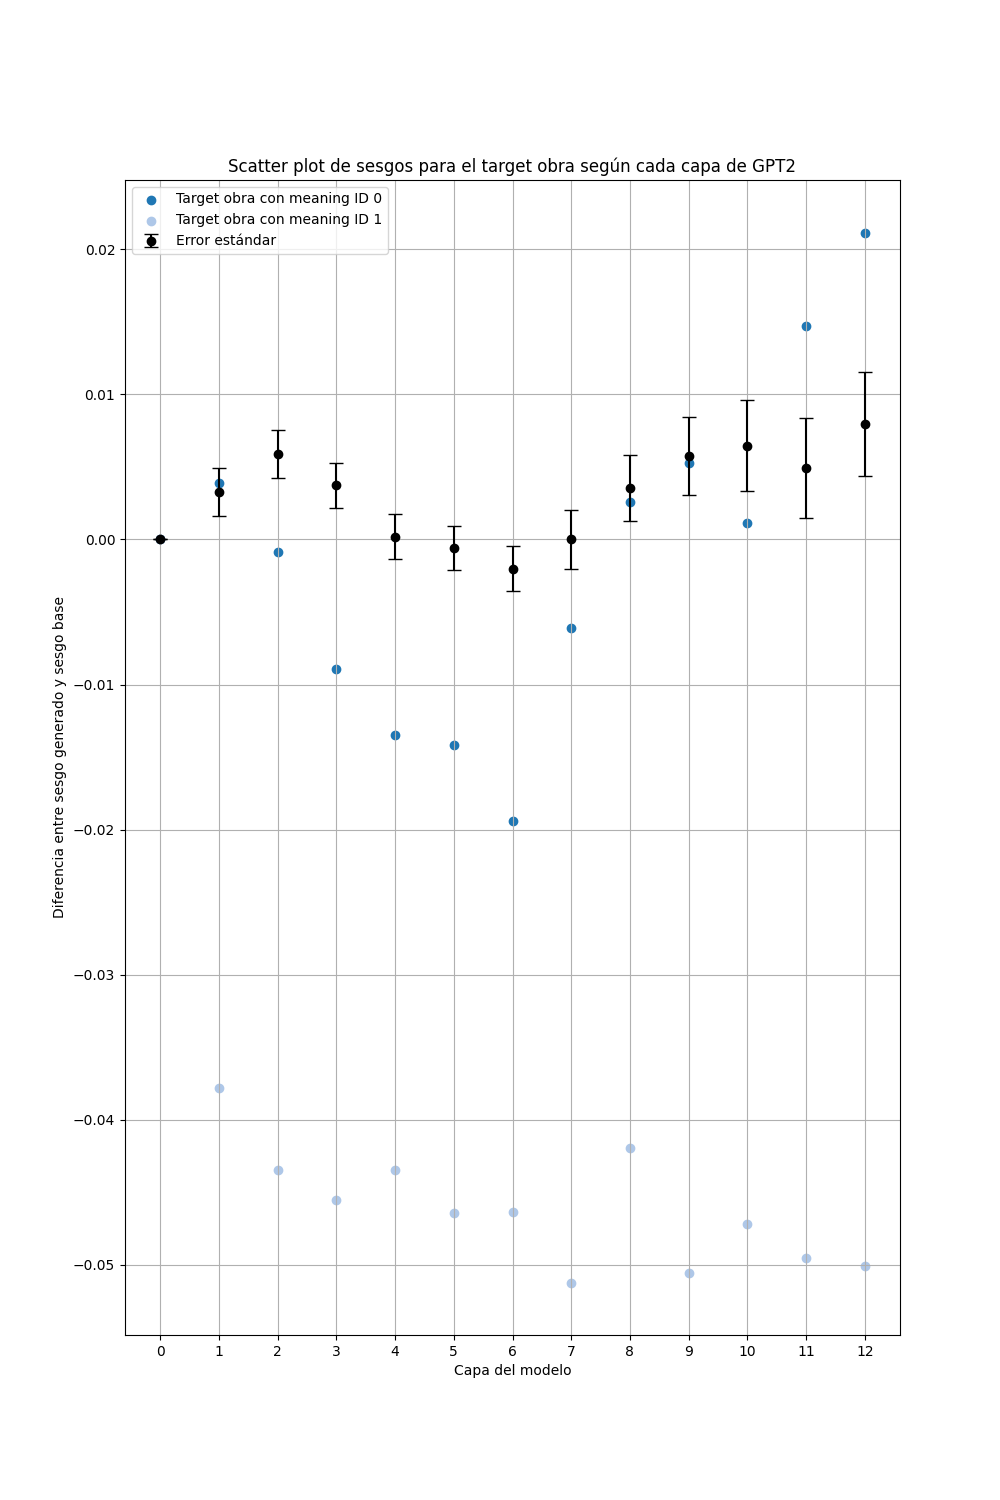 Scatter plot de sesgos para el target obra según cada capa de GPT2
Target obra con meaning ID 0
Target obra con meaning ID 1
Error estándar
0.02
0.01
0.00
−0.01
−0.02
−0.03
−0.04
−0.05
Diferencia entre sesgo generado y sesgo base
0 1 2 3 4 5 6 7 8 9 10 11 12
Capa del modelo